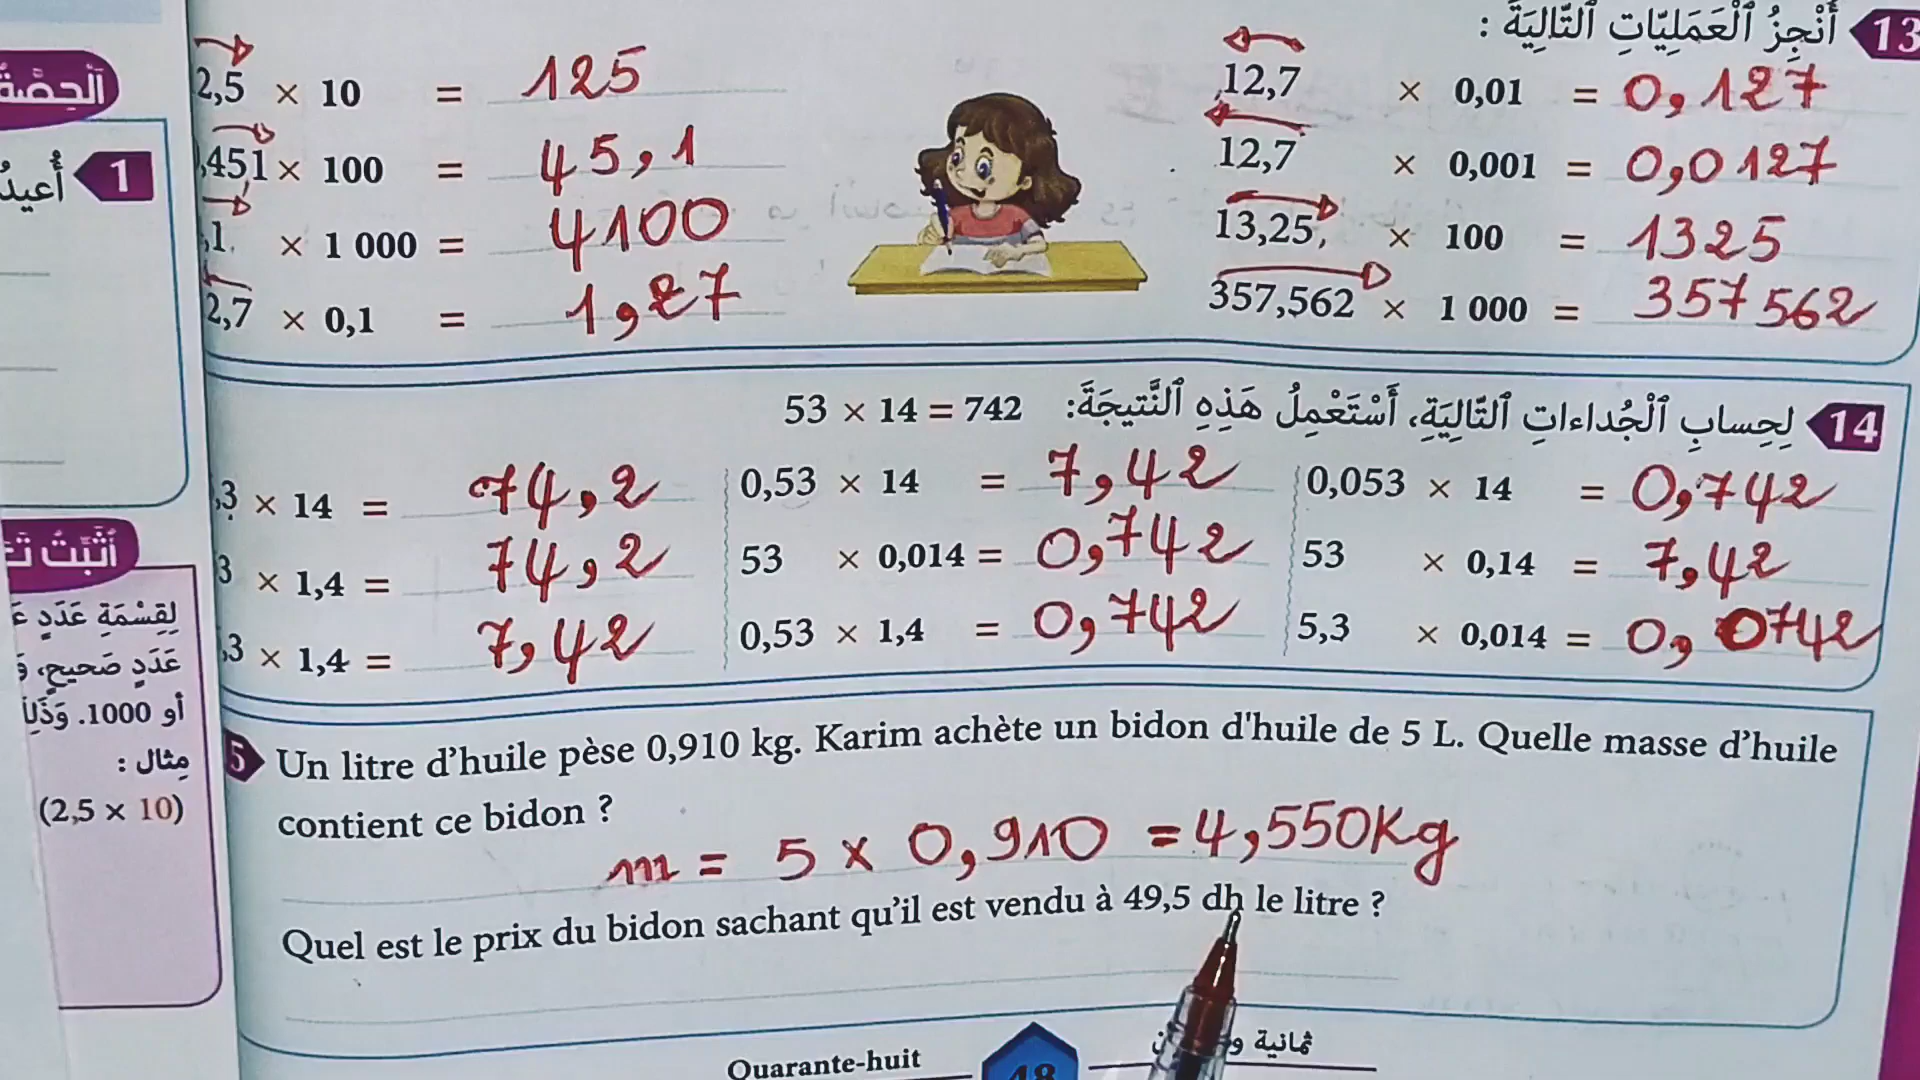 13 أَنْجِزُ ٱلْعَمَلِيّاتِ ٱلتّالِيَةَ :
2,5 × 10 = 125
12,7 × 0,01 = 0,127
,451 × 100 = 45,1
12,7 × 0,001 = 0,0127
,1 × 1 000 = 4100
13,25 × 100 = 1325
2,7 × 0,1 = 1,27
357,562 × 1 000 = 357562
14 لِحِسابِ ٱلْجُداءاتِ ٱلتّالِيَةِ، أَسْتَعْمِلُ هَذِهِ ٱلنَّتيجَةَ: 53 × 14 = 742
,3 × 14 = 74,2
0,53 × 14 = 7,42
0,053 × 14 = 0,742
3 × 1,4 = 74,2
53 × 0,014 = 0,742
53 × 0,14 = 7,42
,3 × 1,4 = 7,42
0,53 × 1,4 = 0,742
5,3 × 0,014 = 0,0742
5 Un litre d'huile pèse 0,910 kg. Karim achète un bidon d'huile de 5 L. Quelle masse d'huile
contient ce bidon ?
m = 5 × 0,910 = 4,550Kg
Quel est le prix du bidon sachant qu'il est vendu à 49,5 dh le litre ?
Quarante-huit 48 ثمانية
ٱلْحِصَّةُ
1 أُعيدُ
أُثَبِّتُ تَ
لِقِسْمَةِ عَدَدٍ عَ
عَدَدٍ صَحيحٍ، وَ
أو 1000. وَذَلِ
مِثال :
(2,5 × 10)